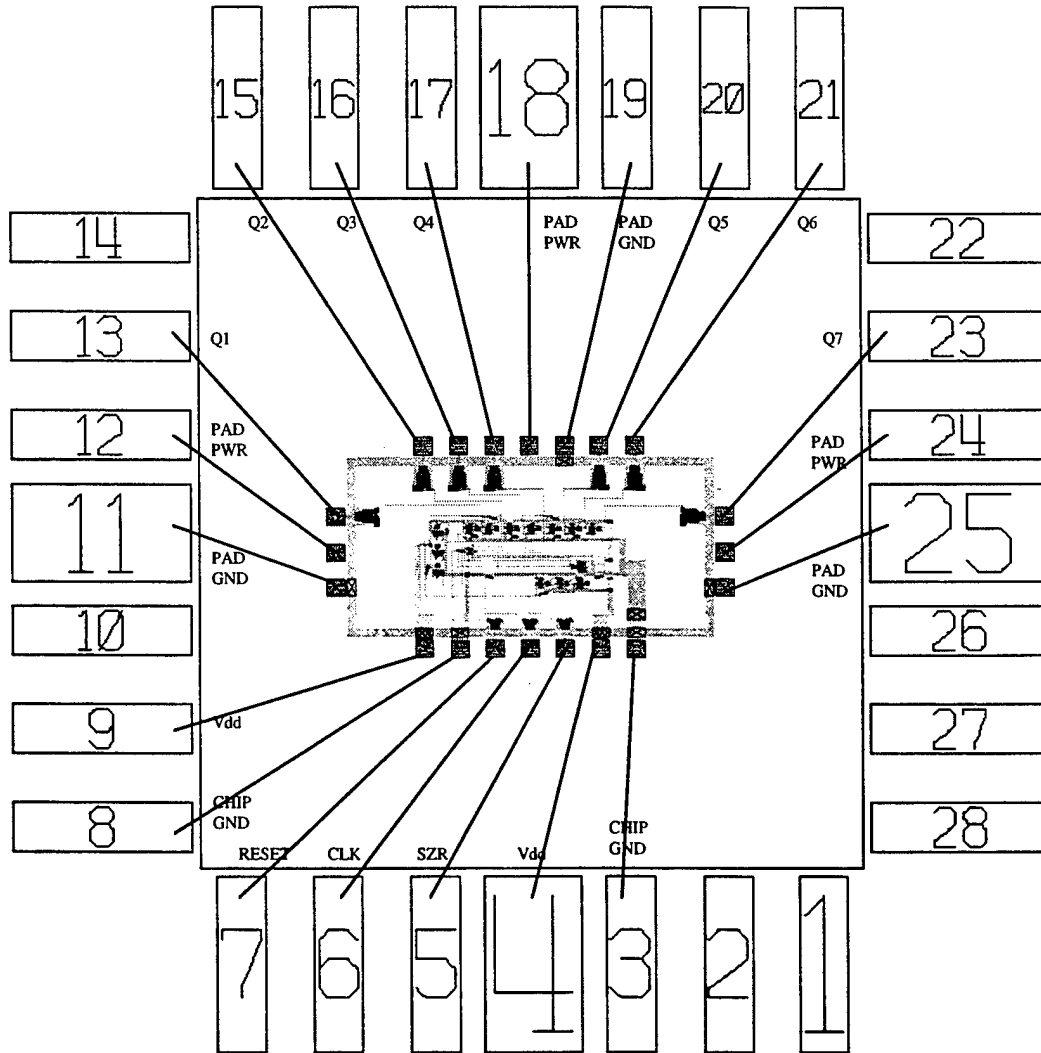 15 16 17 18 19 20 21
Q2 Q3 Q4 PAD PAD Q5 Q6
PWR GND
14 22
13 Q1 Q7 23
12 PAD PAD 24
PWR PWR
11 25
PAD PAD
GND GND
10 26
9 Vdd 27
8 CHIP 28
GND
CHIP
GND
RESET CLK SZR Vdd
7 6 5 4 3 2 1